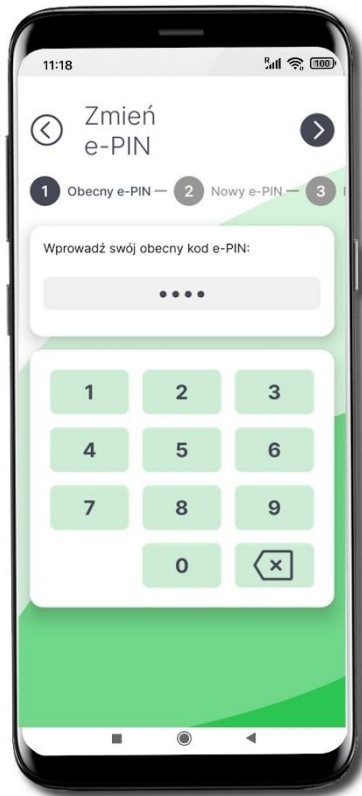 11:18
R
100
Zmień
e-PIN
1 Obecny e-PIN — 2 Nowy e-PIN — 3
Wprowadź swój obecny kod e-PIN:
••••
1 2 3
4 5 6
7 8 9
0